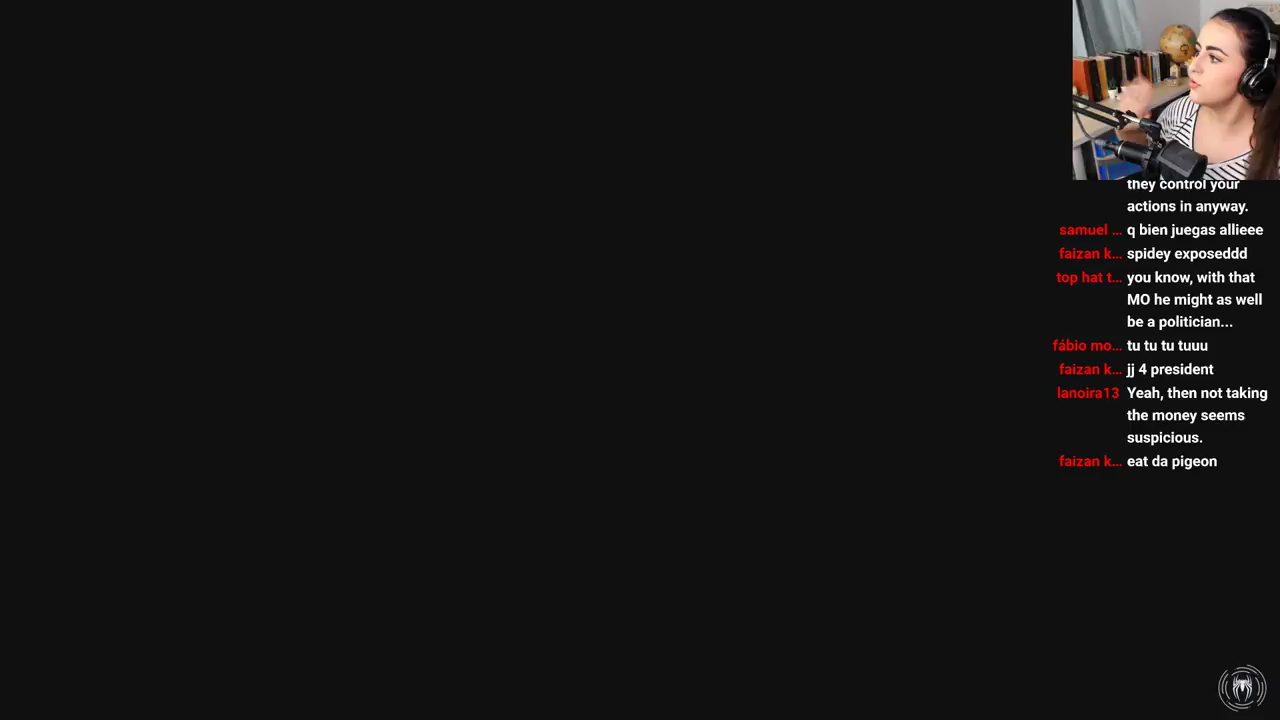 they control your
actions in anyway.
samuel ... q bien juegas allieee
faizan k... spidey exposeddd
top hat t... you know, with that
MO he might as well
be a politician...
fábio mo... tu tu tu tuuu
faizan k... jj 4 president
lanoira13 Yeah, then not taking
the money seems
suspicious.
faizan k... eat da pigeon